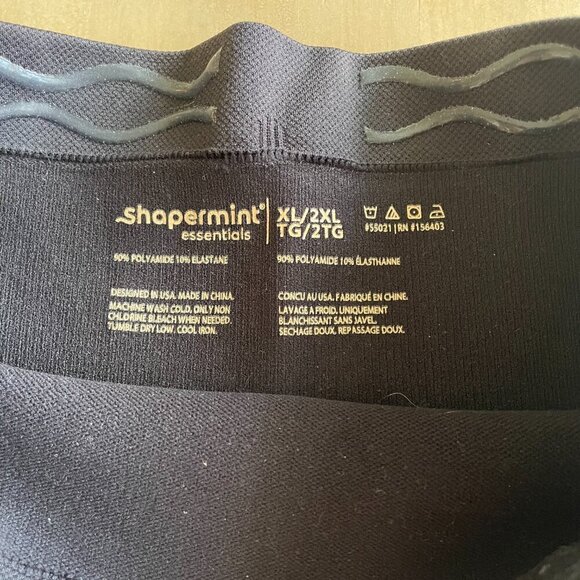 shapermint®
essentials
XL/2XL
TG/2TG
#55021 | RN #156403
90% POLYAMIDE 10% ELASTANE
90% POLYAMIDE 10% ÉLASTHANNE
DESIGNED IN USA. MADE IN CHINA.
MACHINE WASH COLD, ONLY NON
CHLORINE BLEACH WHEN NEEDED.
TUMBLE DRY LOW. COOL IRON.
CONCU AU USA. FABRIQUÉ EN CHINE.
LAVAGE A FROID. UNIQUEMENT
BLANCHISSANT SANS JAVEL.
SECHAGE DOUX. REPASSAGE DOUX.